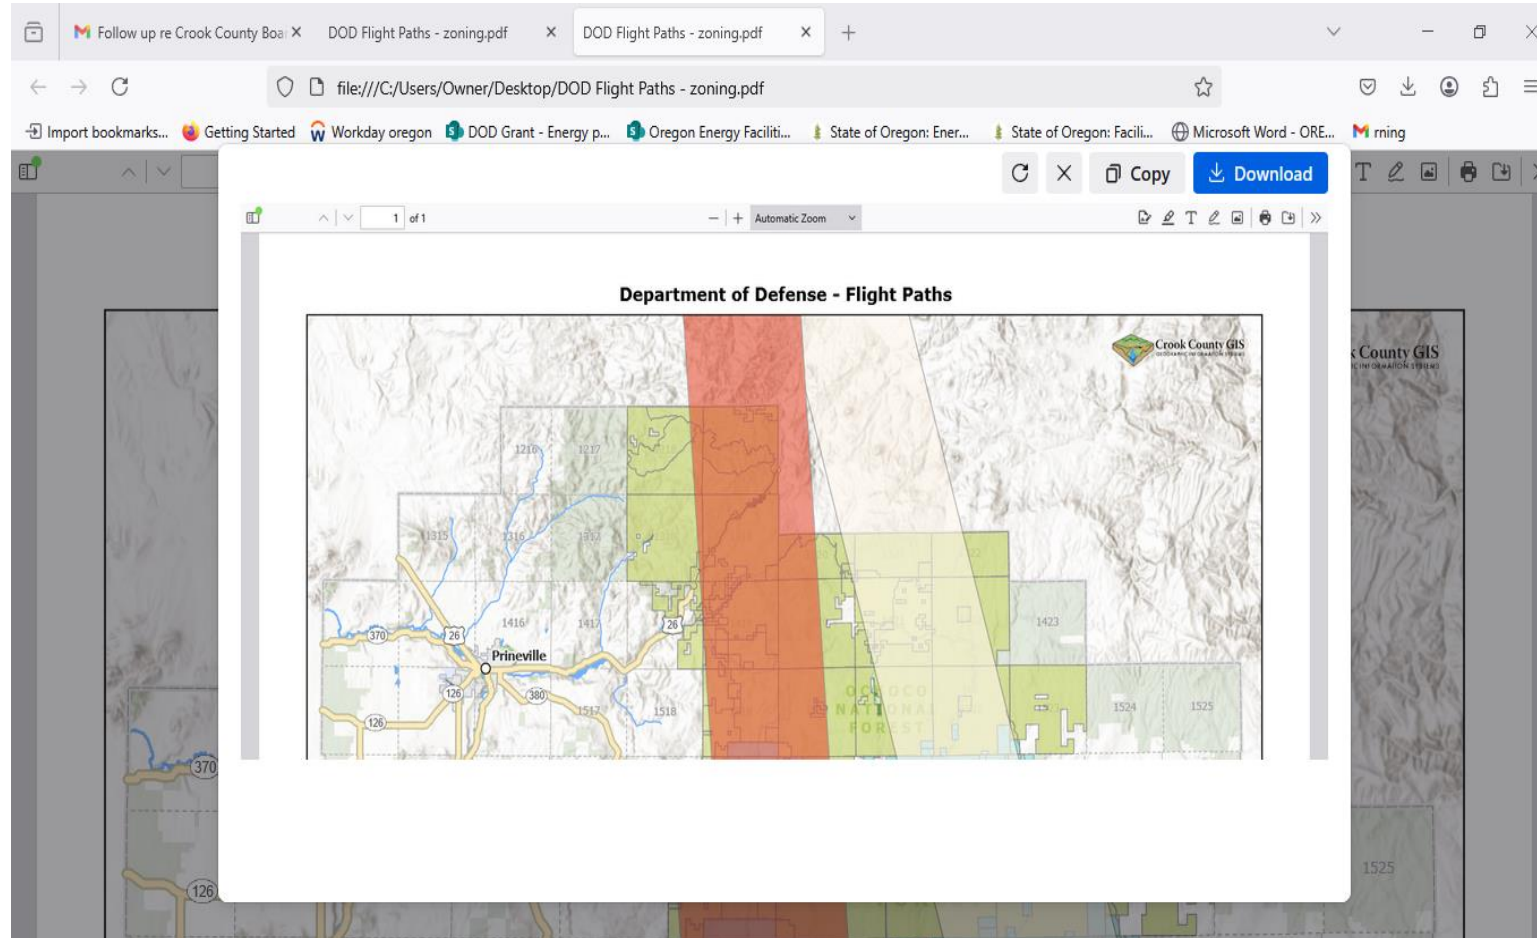 Follow up re Crook County Boa
DOD Flight Paths - zoning.pdf
DOD Flight Paths - zoning.pdf
file:///C:/Users/Owner/Desktop/DOD Flight Paths - zoning.pdf
Import bookmarks...
Getting Started
Workday oregon
DOD Grant - Energy p...
Oregon Energy Faciliti...
State of Oregon: Ener...
State of Oregon: Facili...
Microsoft Word - ORE...
rning
Copy
Download
1 of 1
Automatic Zoom
Department of Defense - Flight Paths
Crook County GIS
GEOGRAPHIC INFORMATION SYSTEMS
County GIS
1216
1217
1315
1316
1317
1416
1417
26
1423
370
26
Prineville
126
380
126
1517
1518
OCHOCO
NATIONAL
FOREST
1524
1525
370
126
1525